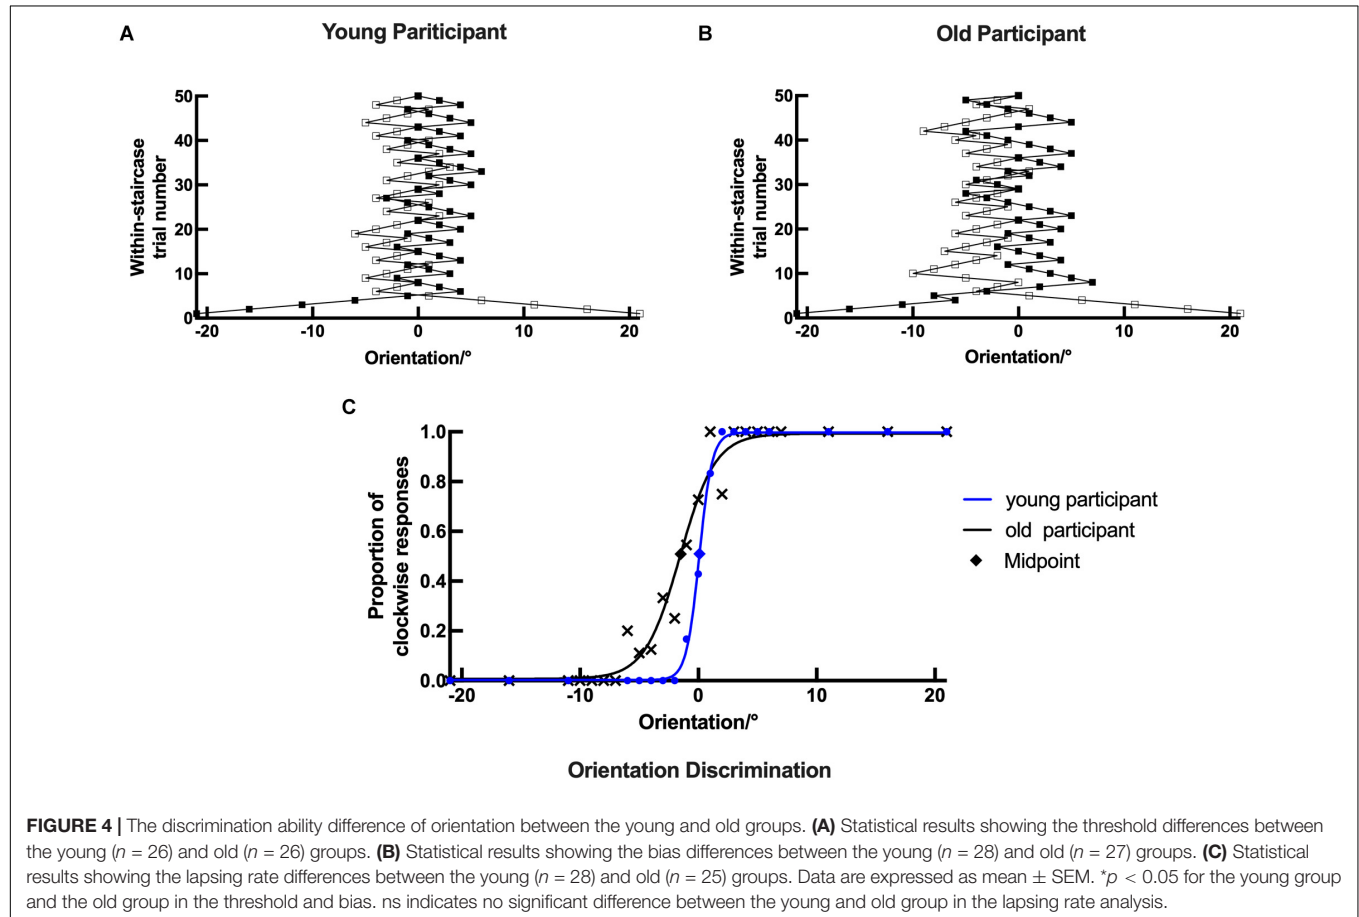 A
Young Pariticipant
B
Old Participant
50
40
30
20
10
0
Within-staircase
trial number
-20
-10
0
10
20
Orientation/°
50
40
30
20
10
0
Within-staircase
trial number
-20
-10
0
10
20
Orientation/°
C
1.0
0.8
0.6
0.4
0.2
0.0
Proportion of
clockwise responses
-20
-10
0
10
20
Orientation/°
young participant
old participant
Midpoint
Orientation Discrimination
FIGURE 4 | The discrimination ability difference of orientation between the young and old groups. (A) Statistical results showing the threshold differences between
the young (n = 26) and old (n = 26) groups. (B) Statistical results showing the bias differences between the young (n = 28) and old (n = 27) groups. (C) Statistical
results showing the lapsing rate differences between the young (n = 28) and old (n = 25) groups. Data are expressed as mean ± SEM. *p < 0.05 for the young group
and the old group in the threshold and bias. ns indicates no significant difference between the young and old group in the lapsing rate analysis.